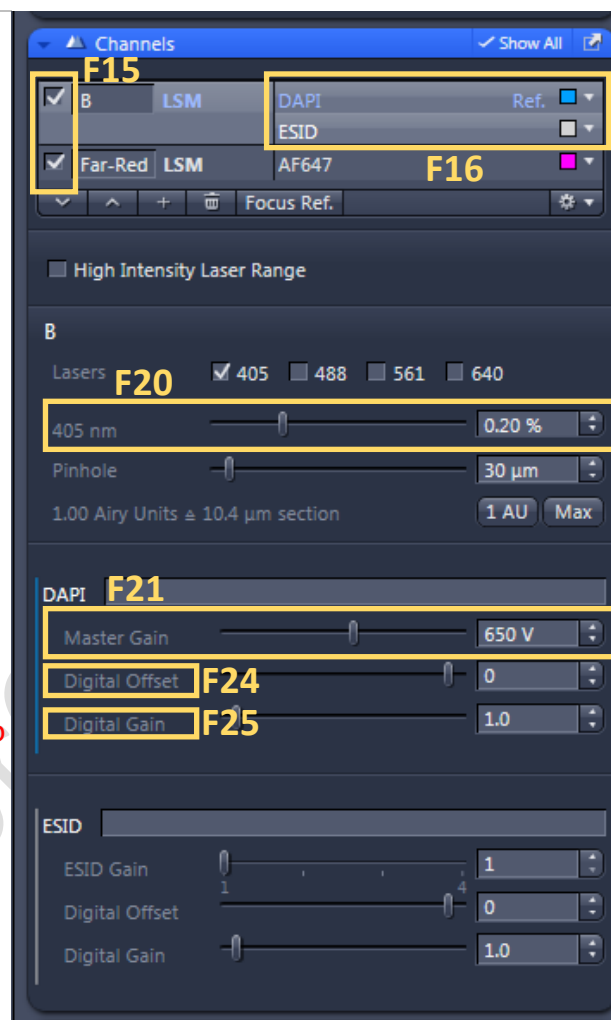 Channels Show All
F15
B LSM DAPI Ref.
ESID
Far-Red LSM AF647 F16
+ Focus Ref.
High Intensity Laser Range
B
Lasers F20 405 488 561 640
405 nm 0.20 %
Pinhole 30 µm
1.00 Airy Units ≙ 10.4 µm section 1 AU Max
DAPI F21
Master Gain 650 V
Digital Offset F24 0
Digital Gain F25 1.0
ESID
ESID Gain 1
1 4
Digital Offset 0
Digital Gain 1.0